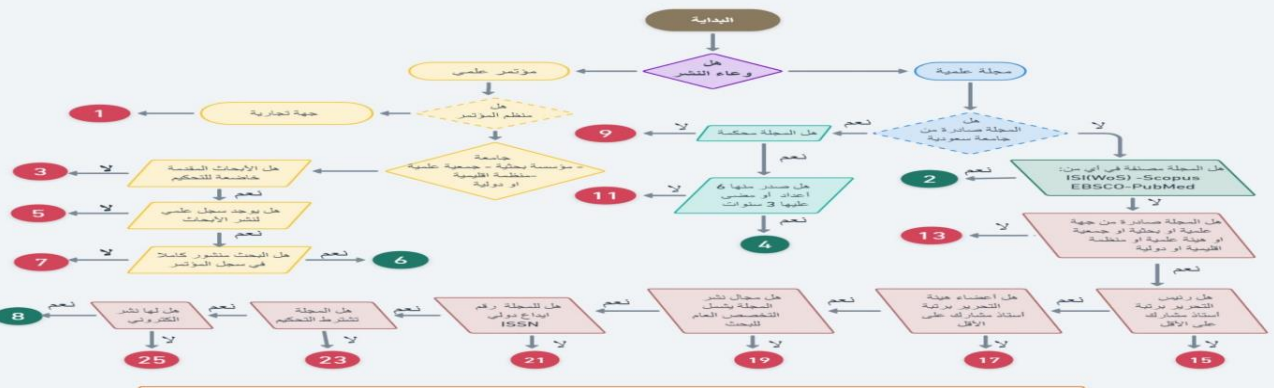 البداية
هل
وعاء النشر
مجلة علمية
مؤتمر علمي
هل
المجلة صادرة من
جامعة سعودية
هل
منظم المؤتمر
جهة تجارية
1
لا
نعم
هل المجلة محكمة
لا
9
نعم
هل المجلة مصنفة في أي من:
ISI(WoS) -Scopus
EBSCO-PubMed
نعم
2
لا
هل صدر منها 6
أعداد أو مضى
عليها 3 سنوات
لا
11
نعم
4
جامعة
- مؤسسة بحثية - جمعية علمية
-منظمة اقليمية
او دولية
هل الأبحاث المقدمة
خاضعة للتحكيم
لا
3
نعم
هل يوجد سجل علمي
لنشر الأبحاث
لا
5
نعم
هل البحث منشور كاملا
في سجل المؤتمر
لا
7
نعم
6
هل المجلة صادرة من جهة
علمية او بحثية او جمعية
او هيئة علمية او منظمة
اقليمية او دولية
لا
13
نعم
هل رئيس
التحرير برتبة
أستاذ مشارك
على الأقل
لا
15
نعم
هل أعضاء هيئة
التحرير برتبة
أستاذ مشارك على
الأقل
لا
17
نعم
هل مجال نشر
المجلة يشمل
التخصص العام
للبحث
لا
19
نعم
هل للمجلة رقم
ايداع دولي
ISSN
لا
21
نعم
هل المجلة
تشترط التحكيم
لا
23
نعم
هل لها نشر
الكتروني
لا
25
نعم
8